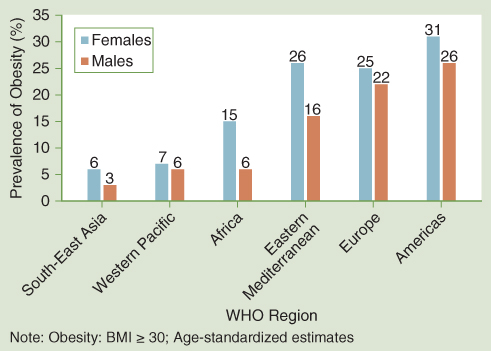 Prevalence of Obesity (%)
35
30
25
20
15
10
5
0
Females
Males
6
3
7
6
15
6
26
16
25
22
31
26
South-East Asia
Western Pacific
Africa
Eastern
Mediterranean
Europe
Americas
WHO Region
Note: Obesity: BMI ≥ 30; Age-standardized estimates